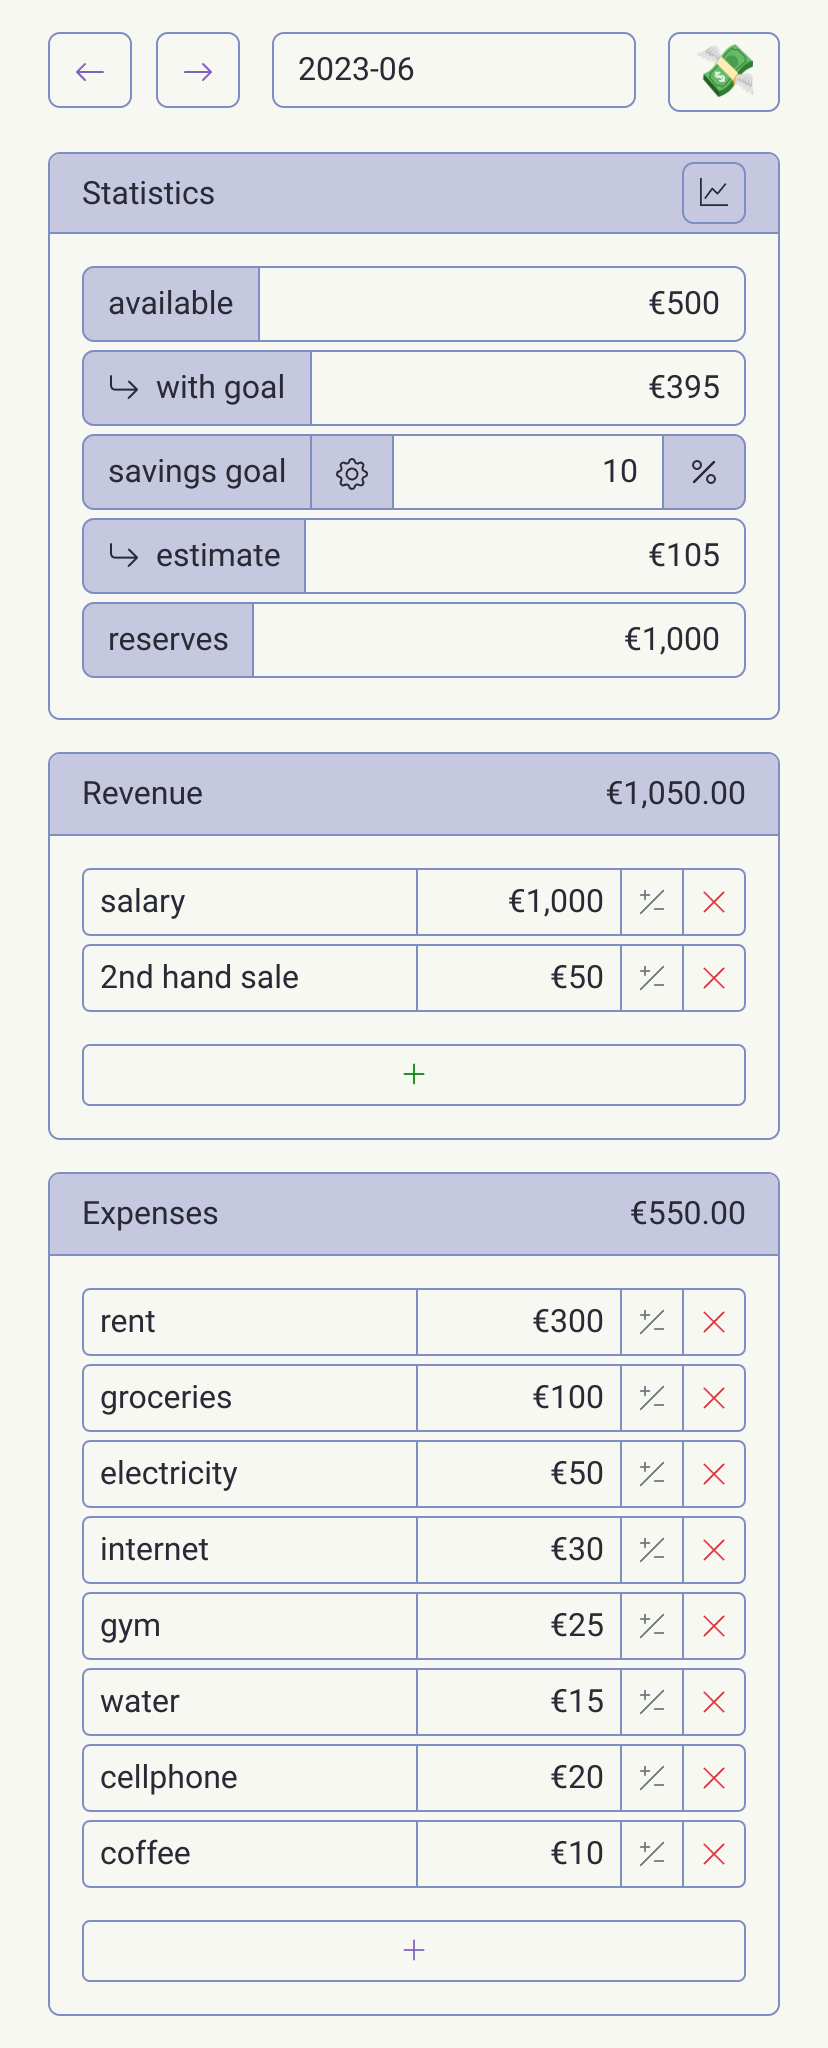 2023-06
Statistics
available €500
with goal €395
savings goal 10 %
estimate €105
reserves €1,000
Revenue €1,050.00
salary €1,000
2nd hand sale €50
+
Expenses €550.00
rent €300
groceries €100
electricity €50
internet €30
gym €25
water €15
cellphone €20
coffee €10
+